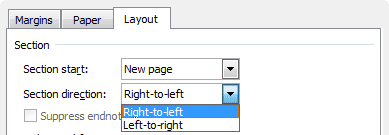 Margins Paper Layout
Section
Section start: New page
Section direction: Right-to-left
Right-to-left
Suppress endnot
Left-to-right